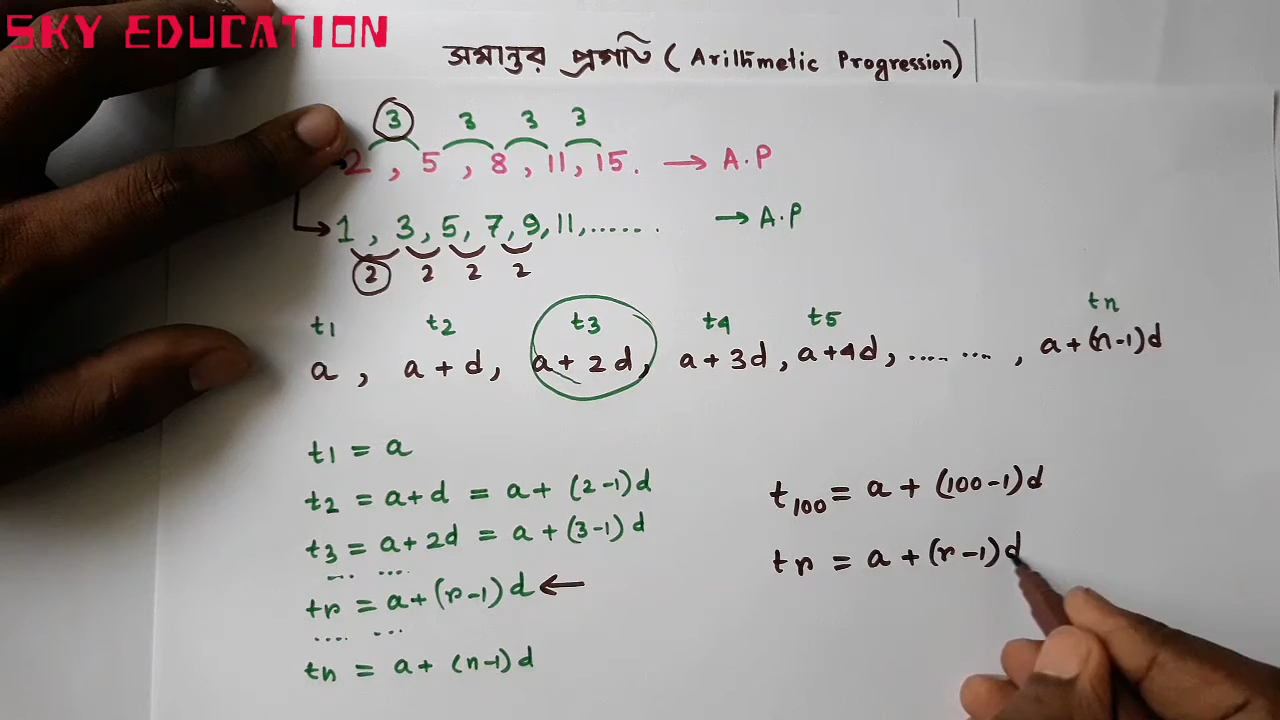 SKY EDUCATION
সমান্তর প্রগতি (Arithmetic Progression)
3 3 3 3
2, 5, 8, 11, 15. → A.P
1, 3, 5, 7, 9, 11, ...... → A.P
2 2 2 2
t1 t2 t3 t4 t5 tn
a, a + d, a + 2d, a + 3d, a + 4d, ..... ..., a + (n-1)d
t1 = a
t2 = a+d = a + (2-1)d
t3 = a+2d = a + (3-1)d
... ....
tr = a + (r-1)d ←
.... ...
tn = a + (n-1)d
t100 = a + (100-1)d
tr = a + (r-1)d